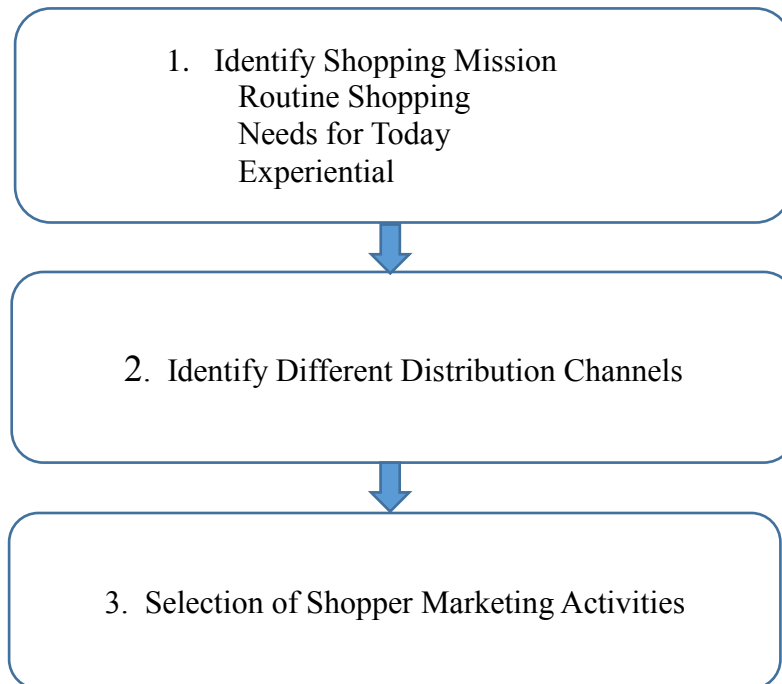 1. Identify Shopping Mission
Routine Shopping
Needs for Today
Experiential
2. Identify Different Distribution Channels
3. Selection of Shopper Marketing Activities